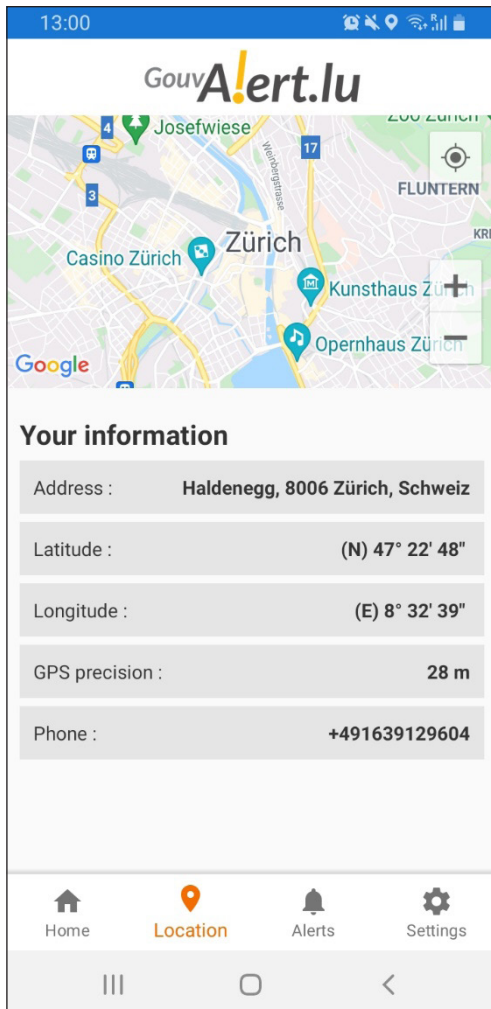 13:00
GouvAlert.lu
Zoo Zürich
4
Josefwiese
17
Weinbergstrasse
3
FLUNTERN
Zürich
Casino Zürich
Kunsthaus Zürich
Opernhaus Zürich
Google
Your information
Address : Haldenegg, 8006 Zürich, Schweiz
Latitude : (N) 47° 22' 48"
Longitude : (E) 8° 32' 39"
GPS precision : 28 m
Phone : +491639129604
Home Location Alerts Settings